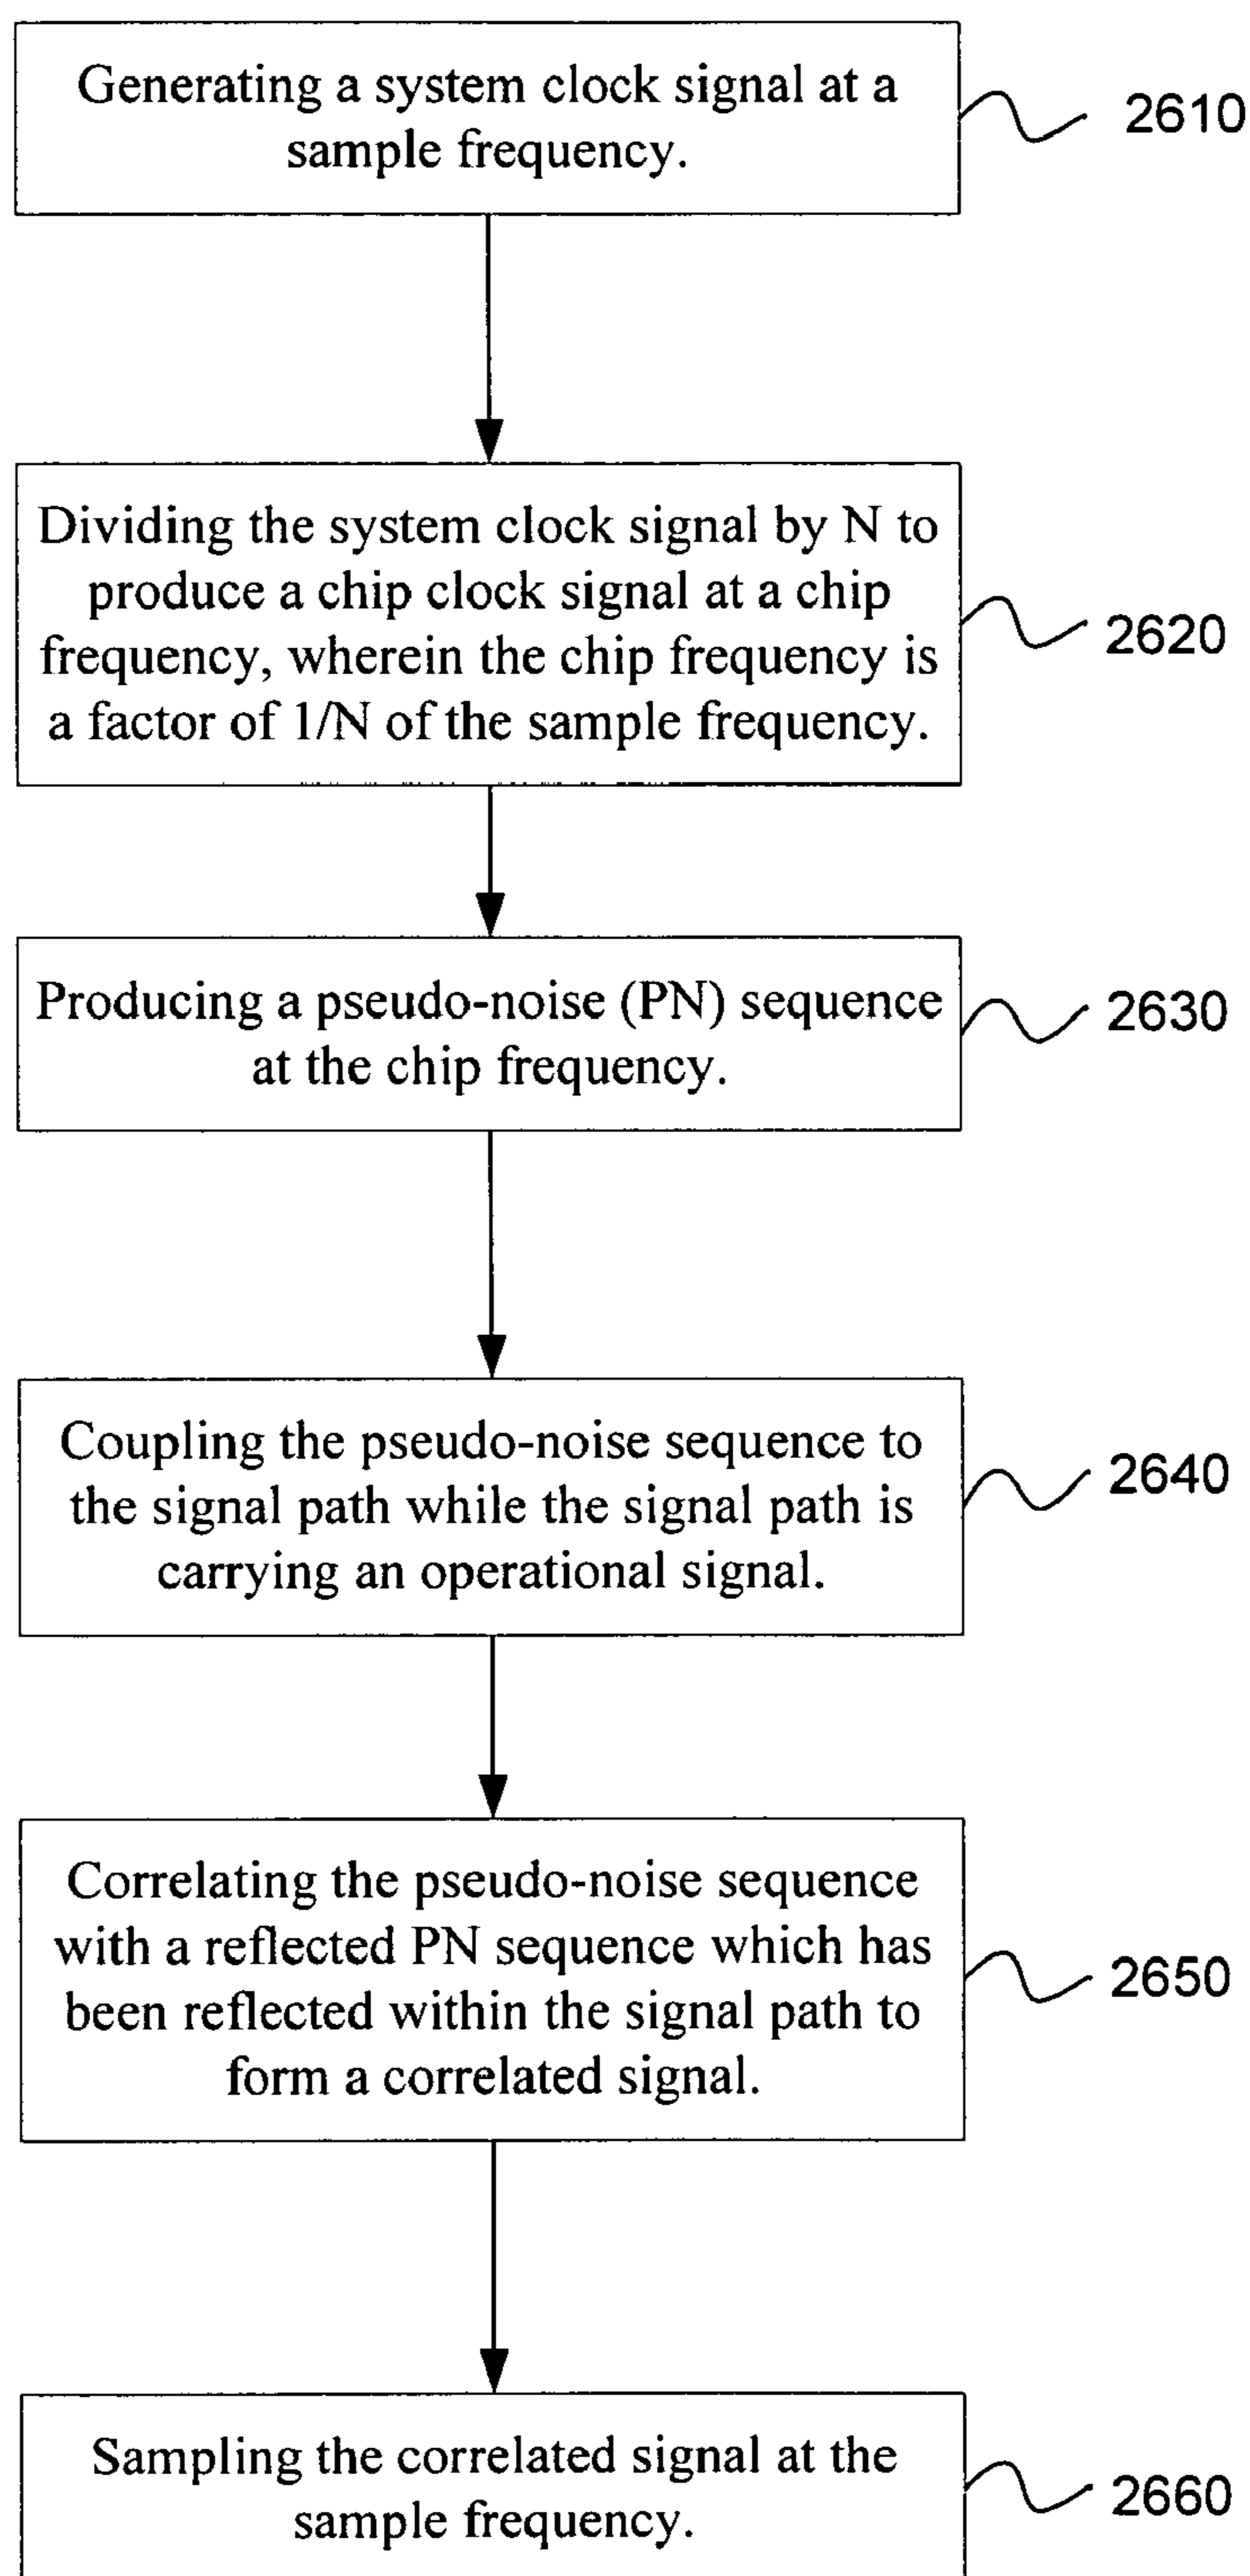 Generating a system clock signal at a
sample frequency.
2610
Dividing the system clock signal by N to
produce a chip clock signal at a chip
frequency, wherein the chip frequency is
a factor of 1/N of the sample frequency.
2620
Producing a pseudo-noise (PN) sequence
at the chip frequency.
2630
Coupling the pseudo-noise sequence to
the signal path while the signal path is
carrying an operational signal.
2640
Correlating the pseudo-noise sequence
with a reflected PN sequence which has
been reflected within the signal path to
form a correlated signal.
2650
Sampling the correlated signal at the
sample frequency.
2660